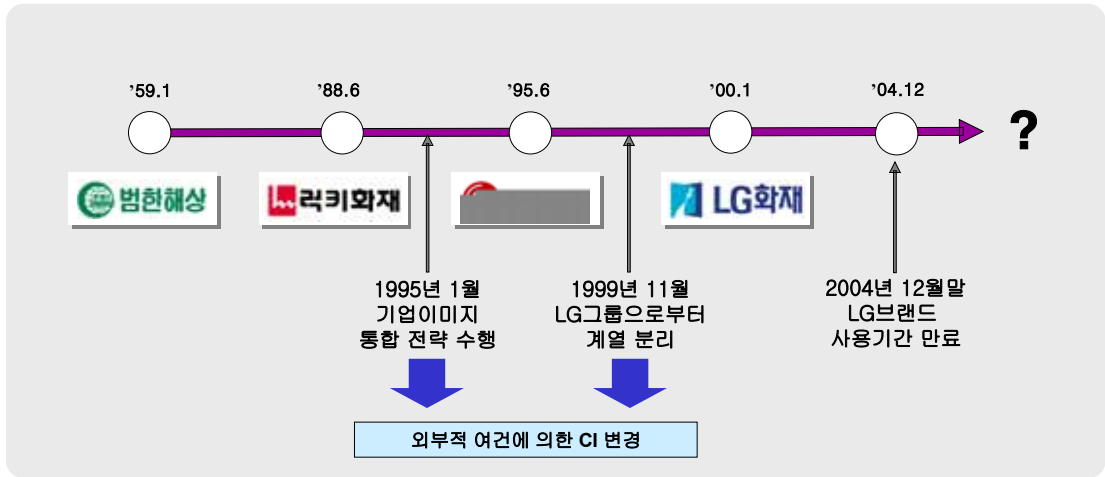 ’59.1
’88.6
’95.6
’00.1
’04.12
?
범한해상
럭키화재
LG화재
1995년 1월
기업이미지
통합 전략 수행
1999년 11월
LG그룹으로부터
계열 분리
2004년 12월말
LG브랜드
사용기간 만료
외부적 여건에 의한 CI 변경